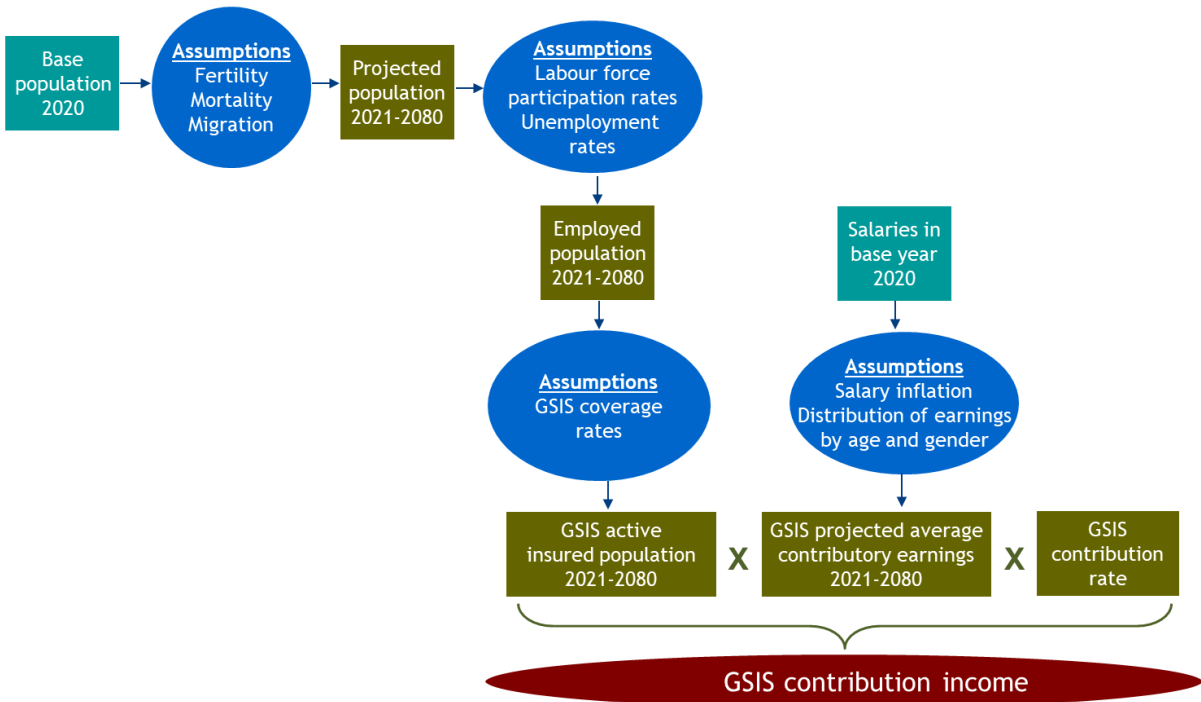 Base
population
2020
Assumptions
Fertility
Mortality
Migration
Projected
population
2021-2080
Assumptions
Labour force
participation rates
Unemployment
rates
Employed
population
2021-2080
Salaries in
base year
2020
Assumptions
GSIS coverage
rates
Assumptions
Salary inflation
Distribution of earnings
by age and gender
GSIS active
insured population
2021-2080
X
GSIS projected average
contributory earnings
2021-2080
X
GSIS
contribution
rate
GSIS contribution income